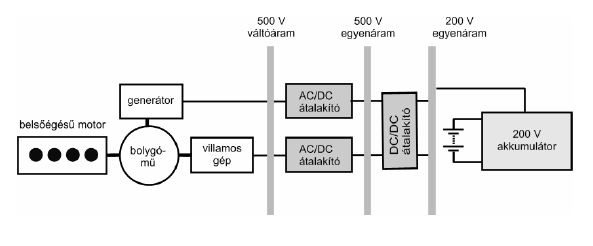 500 V
váltóáram
500 V
egyenáram
200 V
egyenáram
generátor
AC/DC
átalakító
belsőégésű motor
bolygó-
mű
villamos
gép
AC/DC
átalakító
DC/DC
átalakító
200 V
akkumulátor